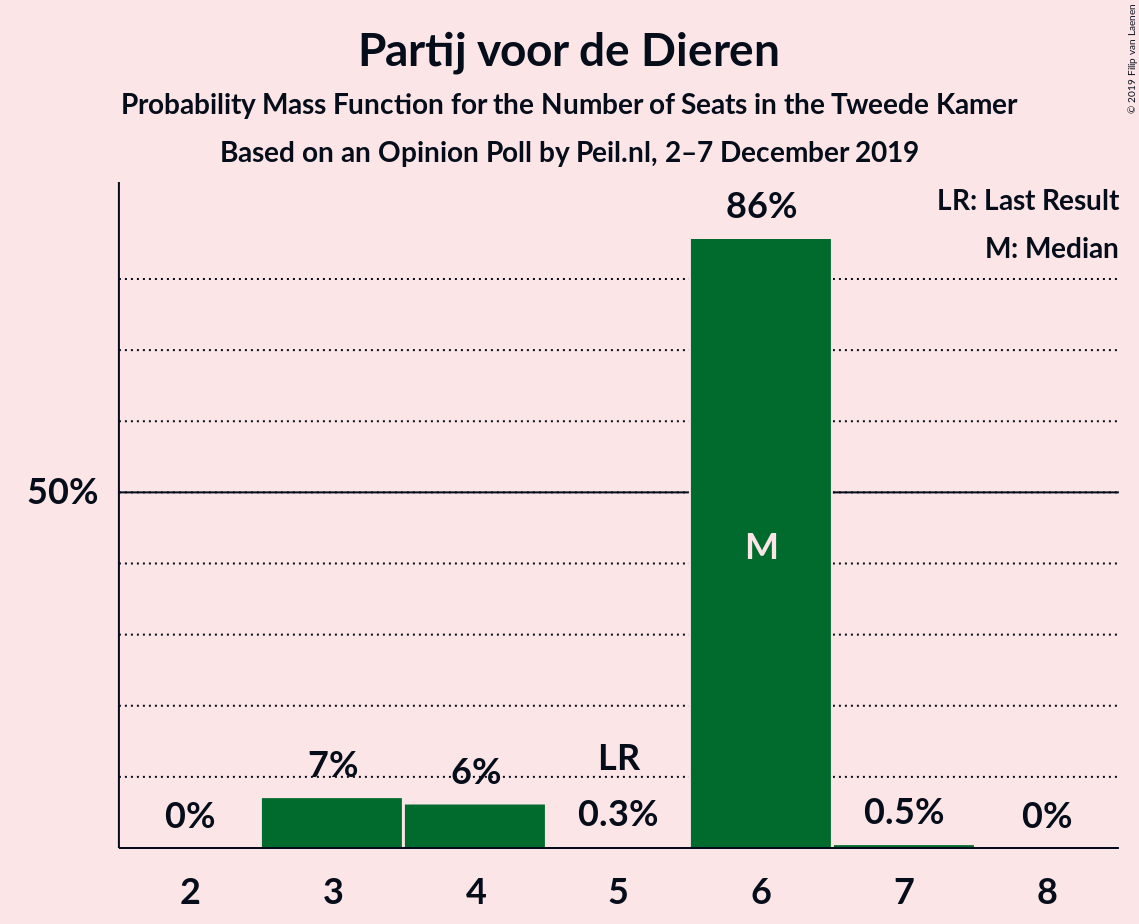 Partij voor de Dieren
Probability Mass Function for the Number of Seats in the Tweede Kamer
Based on an Opinion Poll by Peil.nl, 2–7 December 2019
© 2019 Filip van Laenen
LR: Last Result
M: Median
50%
0%
7%
6%
LR
0.3%
86%
M
0.5%
0%
2 3 4 5 6 7 8